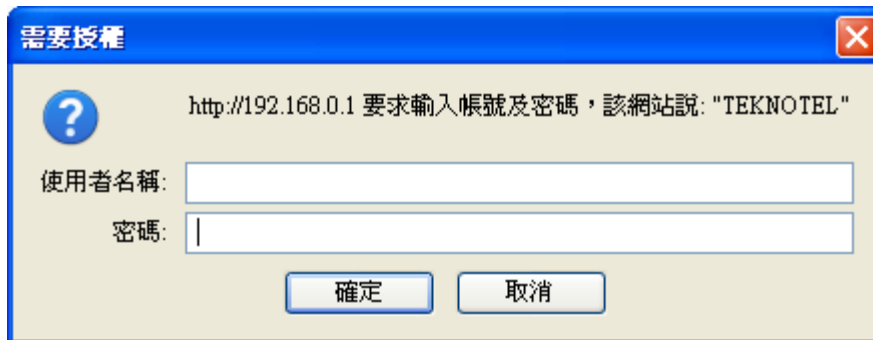 需要授權
http://192.168.0.1 要求輸入帳號及密碼，該網站說: "TEKNOTEL"
使用者名稱:
密碼:
確定 取消